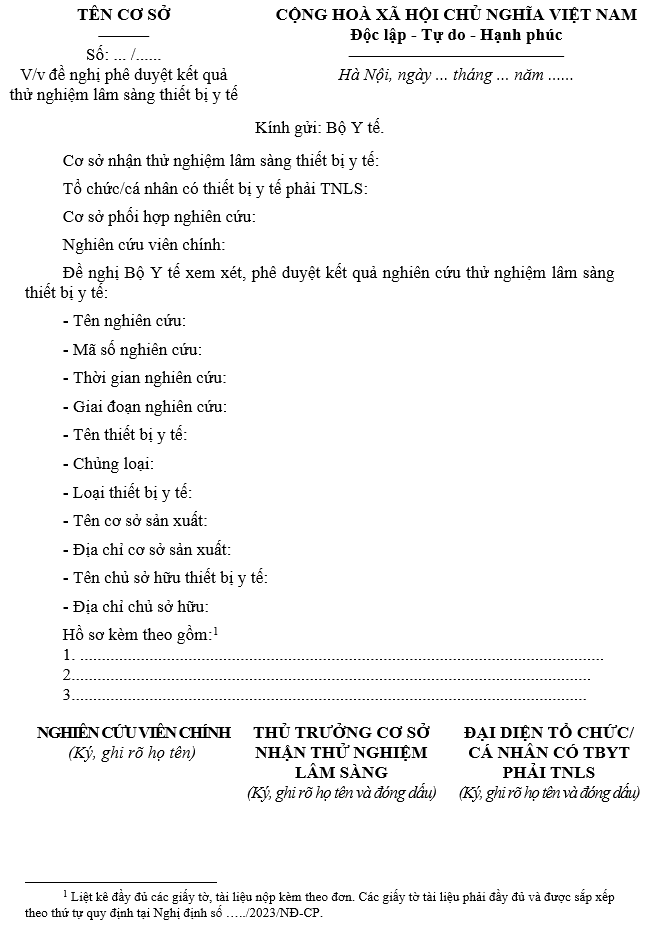 TÊN CƠ SỞ
CỘNG HOÀ XÃ HỘI CHỦ NGHĨA VIỆT NAM
Độc lập - Tự do - Hạnh phúc
Số: ... /......
V/v đề nghị phê duyệt kết quả
thử nghiệm lâm sàng thiết bị y tế
Hà Nội, ngày ... tháng ... năm ......
Kính gửi: Bộ Y tế.
Cơ sở nhận thử nghiệm lâm sàng thiết bị y tế:
Tổ chức/cá nhân có thiết bị y tế phải TNLS:
Cơ sở phối hợp nghiên cứu:
Nghiên cứu viên chính:
Đề nghị Bộ Y tế xem xét, phê duyệt kết quả nghiên cứu thử nghiệm lâm sàng
thiết bị y tế:
- Tên nghiên cứu:
- Mã số nghiên cứu:
- Thời gian nghiên cứu:
- Giai đoạn nghiên cứu:
- Tên thiết bị y tế:
- Chủng loại:
- Loại thiết bị y tế:
- Tên cơ sở sản xuất:
- Địa chỉ cơ sở sản xuất:
- Tên chủ sở hữu thiết bị y tế:
- Địa chỉ chủ sở hữu:
Hồ sơ kèm theo gồm:1
1. ..........................................................................................................................
2.........................................................................................................................
3........................................................................................................................
NGHIÊN CỨU VIÊN CHÍNH
(Ký, ghi rõ họ tên)
THỦ TRƯỞNG CƠ SỞ
NHẬN THỬ NGHIỆM
LÂM SÀNG
(Ký, ghi rõ họ tên và đóng dấu)
ĐẠI DIỆN TỔ CHỨC/
CÁ NHÂN CÓ TBYT
PHẢI TNLS
(Ký, ghi rõ họ tên và đóng dấu)
1 Liệt kê đầy đủ các giấy tờ, tài liệu nộp kèm theo đơn. Các giấy tờ tài liệu phải đầy đủ và được sắp xếp
theo thứ tự quy định tại Nghị định số …../2023/NĐ-CP.